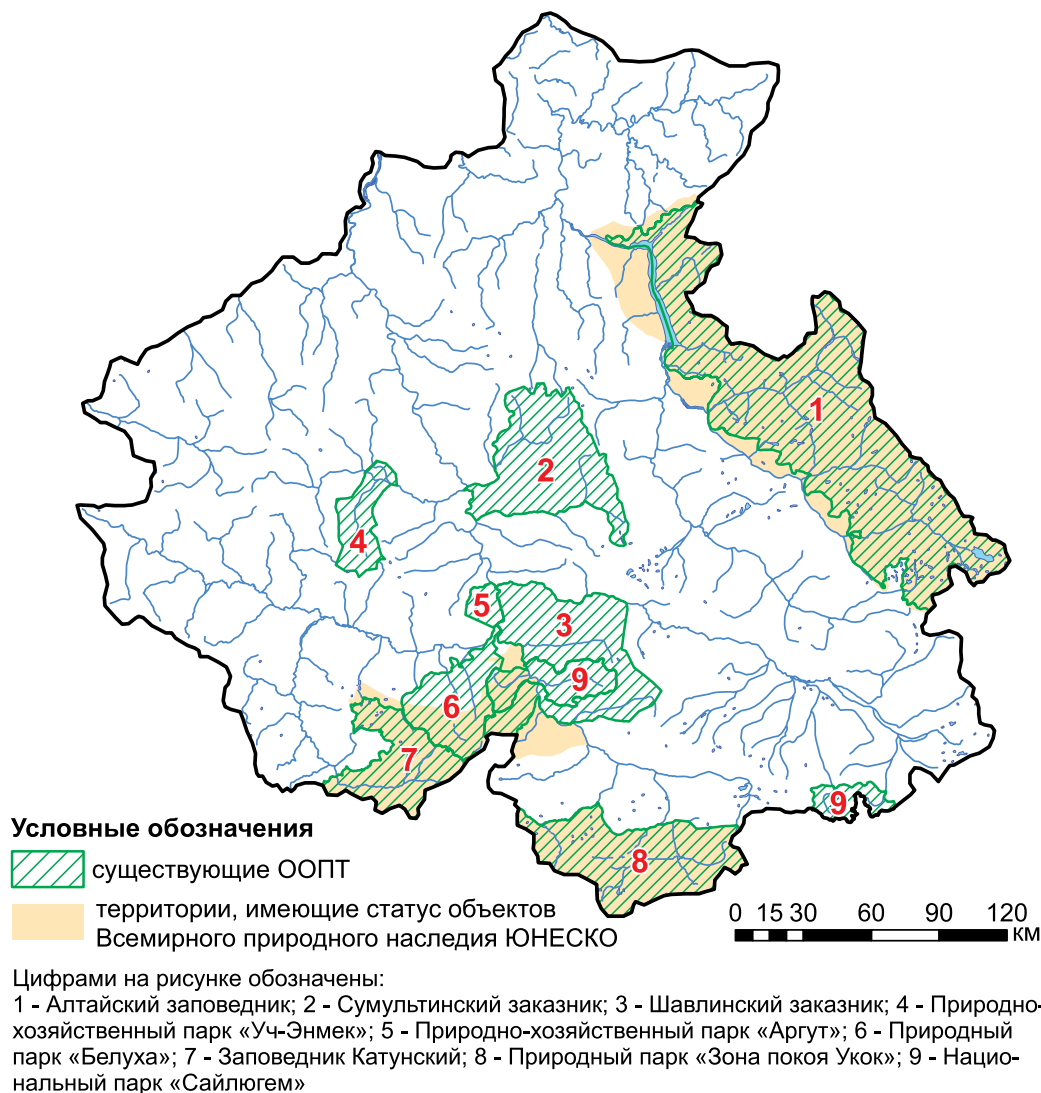 1
2
4
5
3
9
6
7
9
8
Условные обозначения
существующие ООПТ
территории, имеющие статус объектов
Всемирного природного наследия ЮНЕСКО
0 15 30 60 90 120
км
Цифрами на рисунке обозначены:
1 - Алтайский заповедник; 2 - Сумультинский заказник; 3 - Шавлинский заказник; 4 - Природно-
хозяйственный парк «Уч-Энмек»; 5 - Природно-хозяйственный парк «Аргут»; 6 - Природный
парк «Белуха»; 7 - Заповедник Катунский; 8 - Природный парк «Зона покоя Укок»; 9 - Нацио-
нальный парк «Сайлюгем»